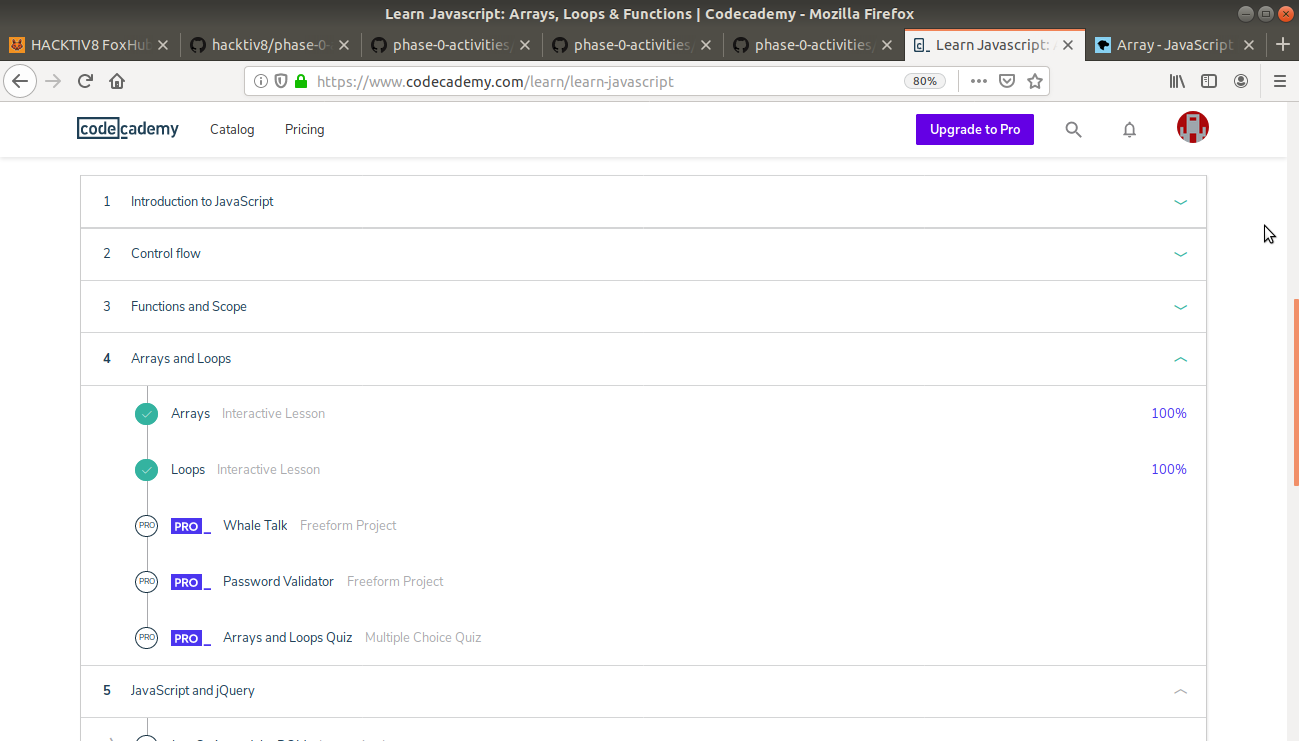 Learn Javascript: Arrays, Loops & Functions | Codecademy - Mozilla Firefox
HACKTIV8 FoxHub
hacktiv8/phase-0-
phase-0-activities/
phase-0-activities/
phase-0-activities/
Learn Javascript: A
Array - JavaScript
https://www.codecademy.com/learn/learn-javascript
80%
codecademy
Catalog
Pricing
Upgrade to Pro
1 Introduction to JavaScript
2 Control flow
3 Functions and Scope
4 Arrays and Loops
Arrays Interactive Lesson 100%
Loops Interactive Lesson 100%
PRO PRO_ Whale Talk Freeform Project
PRO PRO_ Password Validator Freeform Project
PRO PRO_ Arrays and Loops Quiz Multiple Choice Quiz
5 JavaScript and jQuery